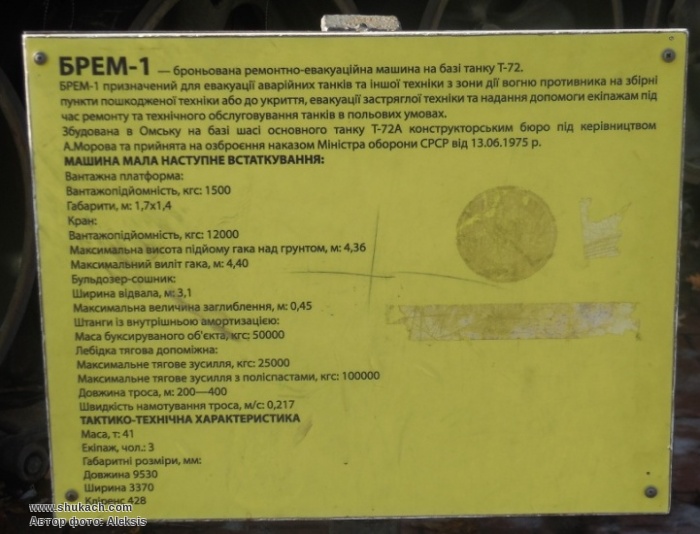 БРЕМ-1 — броньована ремонтно-евакуаційна машина на базі танку Т-72.
БРЕМ-1 призначений для евакуації аварійних танків та іншої техніки з зони дії вогню противника на збірні
пункти пошкодженої техніки або до укриття, евакуації застряглої техніки та надання допомоги екіпажам під
час ремонту та технічного обслуговування танків в польових умовах.
Збудована в Омську на базі шасі основного танку Т-72А конструкторським бюро під керівництвом
А.Морова та прийнята на озброєння наказом Міністра оборони СРСР від 13.06.1975 р.
МАШИНА МАЛА НАСТУПНЕ ВСТАТКУВАННЯ:
Вантажна платформа:
Вантажопідйомність, кгс: 1500
Габарити, м: 1,7х1,4
Кран:
Вантажопідйомність, кгс: 12000
Максимальна висота підйому гака над грунтом, м: 4,36
Максимальний виліт гака, м: 4,40
Бульдозер-сошник:
Ширина відвала, м: 3,1
Максимальна величина заглиблення, м: 0,45
Штанги із внутрішньою амортизацією:
Маса буксируваного об'єкта, кгс: 50000
Лебідка тягова допоміжна:
Максимальне тягове зусилля, кгс: 25000
Максимальне тягове зусилля з поліспастами, кгс: 100000
Довжина троса, м: 200—400
Швидкість намотування троса, м/с: 0,217
ТАКТИКО-ТЕХНІЧНА ХАРАКТЕРИСТИКА
Маса, т: 41
Екіпаж, чол.: 3
Габаритні розміри, мм:
Довжина 9530
Ширина 3370
Кліренс 428
www.shukach.com
Автор фото: Aleksis